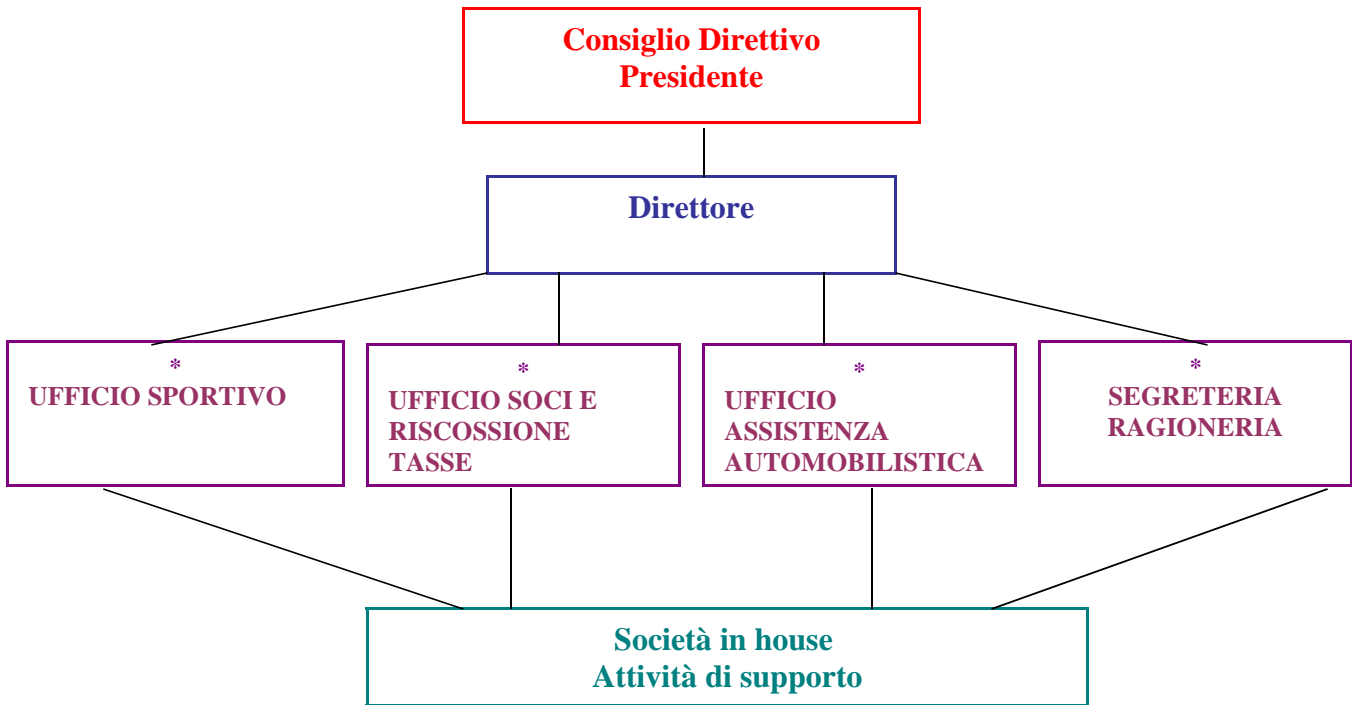 Consiglio Direttivo
Presidente
Direttore
*
UFFICIO SPORTIVO
*
UFFICIO SOCI E
RISCOSSIONE
TASSE
*
UFFICIO
ASSISTENZA
AUTOMOBILISTICA
*
SEGRETERIA
RAGIONERIA
Società in house
Attività di supporto